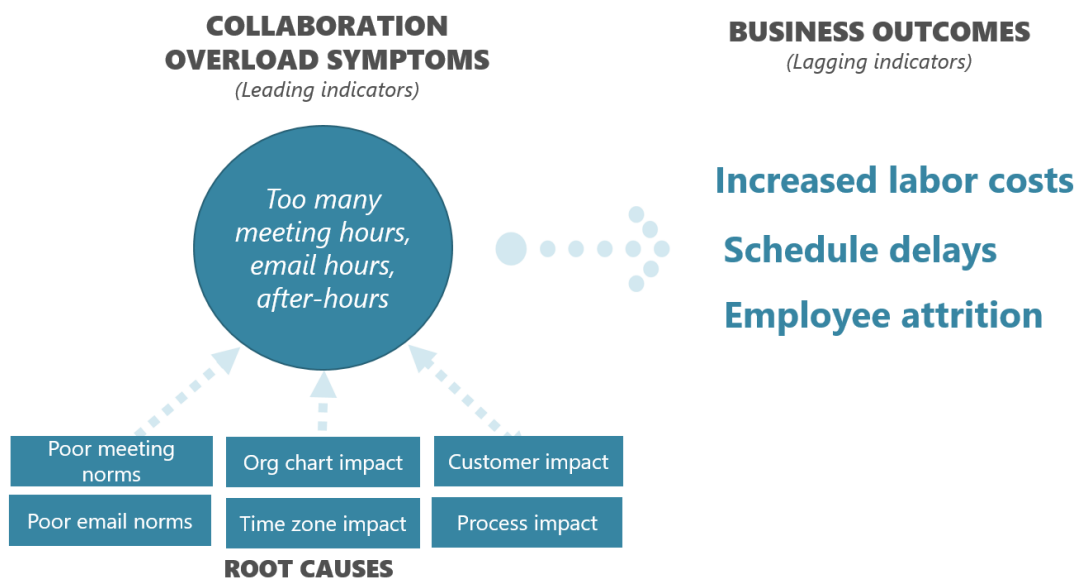 COLLABORATION
OVERLOAD SYMPTOMS
(Leading indicators)
Too many
meeting hours,
email hours,
after-hours
BUSINESS OUTCOMES
(Lagging indicators)
Increased labor costs
Schedule delays
Employee attrition
Poor meeting
norms
Org chart impact
Customer impact
Poor email norms
Time zone impact
Process impact
ROOT CAUSES